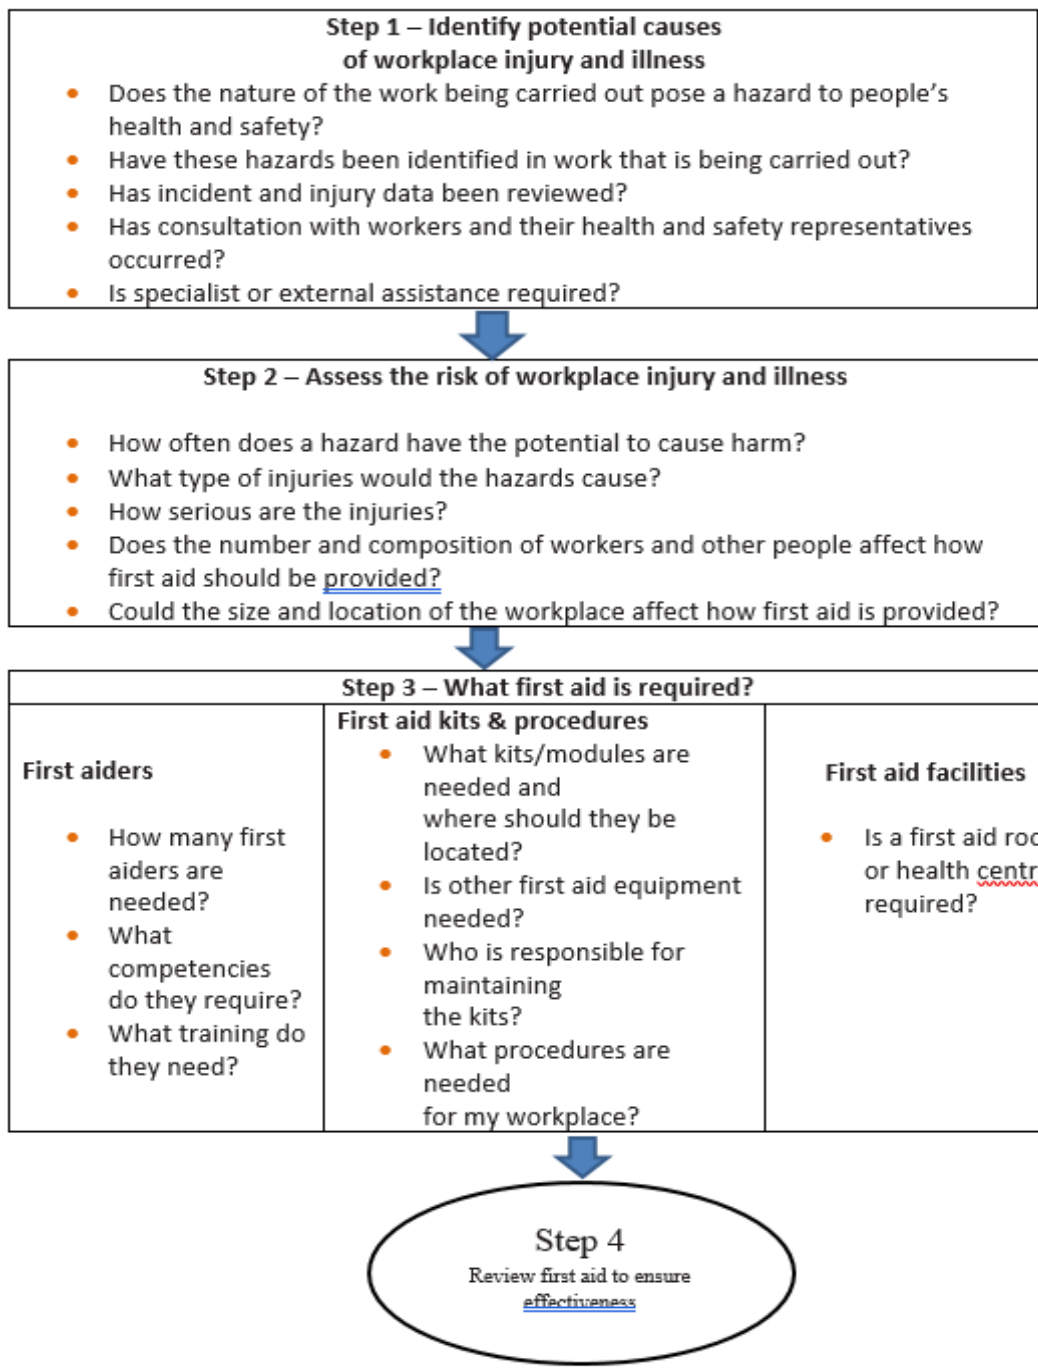 Step 1 – Identify potential causes
of workplace injury and illness
• Does the nature of the work being carried out pose a hazard to people's
health and safety?
• Have these hazards been identified in work that is being carried out?
• Has incident and injury data been reviewed?
• Has consultation with workers and their health and safety representatives
occurred?
• Is specialist or external assistance required?
Step 2 – Assess the risk of workplace injury and illness
• How often does a hazard have the potential to cause harm?
• What type of injuries would the hazards cause?
• How serious are the injuries?
• Does the number and composition of workers and other people affect how
first aid should be provided?
• Could the size and location of the workplace affect how first aid is provided?
Step 3 – What first aid is required?
First aiders
• How many first
aiders are
needed?
• What
competencies
do they require?
• What training do
they need?
First aid kits & procedures
• What kits/modules are
needed and
where should they be
located?
• Is other first aid equipment
needed?
• Who is responsible for
maintaining
the kits?
• What procedures are
needed
for my workplace?
First aid facilities
• Is a first aid
or health
required?
Step 4
Review first aid to ensure
effectiveness